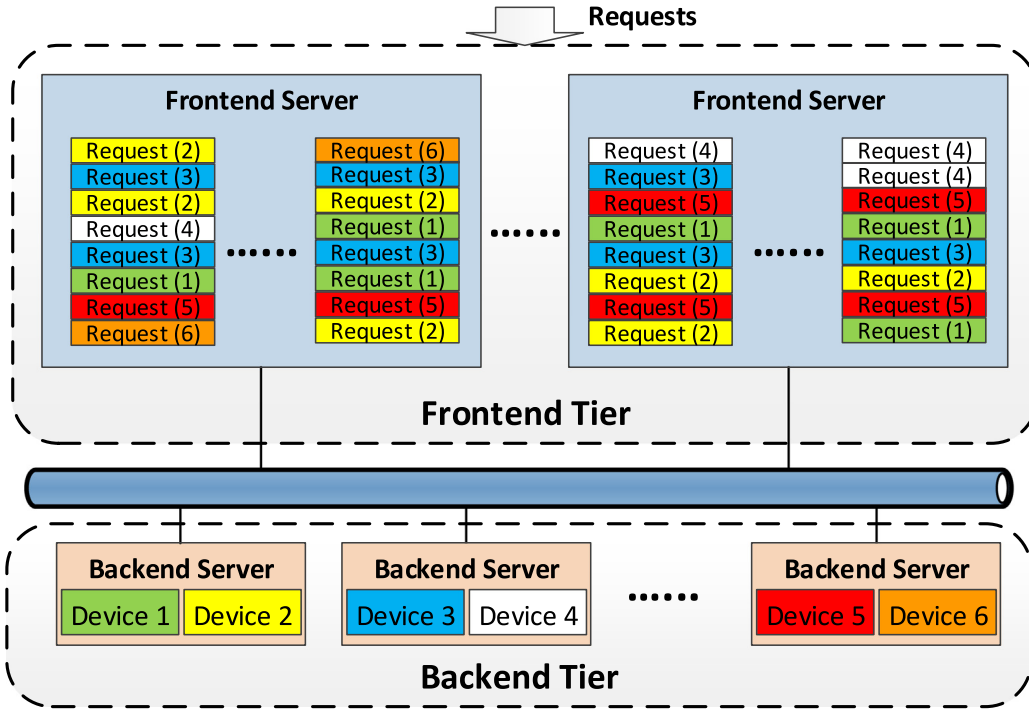 Requests
Frontend Server
Request (2)
Request (3)
Request (2)
Request (4)
Request (3)
Request (1)
Request (5)
Request (6)
......
Request (6)
Request (3)
Request (2)
Request (1)
Request (3)
Request (1)
Request (5)
Request (2)
......
Frontend Server
Request (4)
Request (3)
Request (5)
Request (1)
Request (3)
Request (2)
Request (5)
Request (2)
......
Request (4)
Request (4)
Request (5)
Request (1)
Request (3)
Request (2)
Request (5)
Request (1)
Frontend Tier
Backend Server
Device 1
Device 2
Backend Server
Device 3
Device 4
......
Backend Server
Device 5
Device 6
Backend Tier